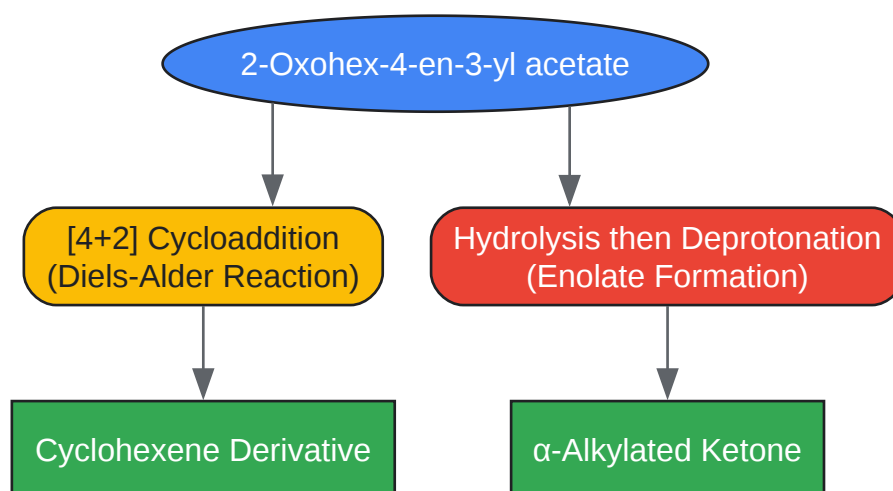 2-Oxohex-4-en-3-yl acetate
[4+2] Cycloaddition
(Diels-Alder Reaction)
Hydrolysis then Deprotonation
(Enolate Formation)
Cyclohexene Derivative
α-Alkylated Ketone